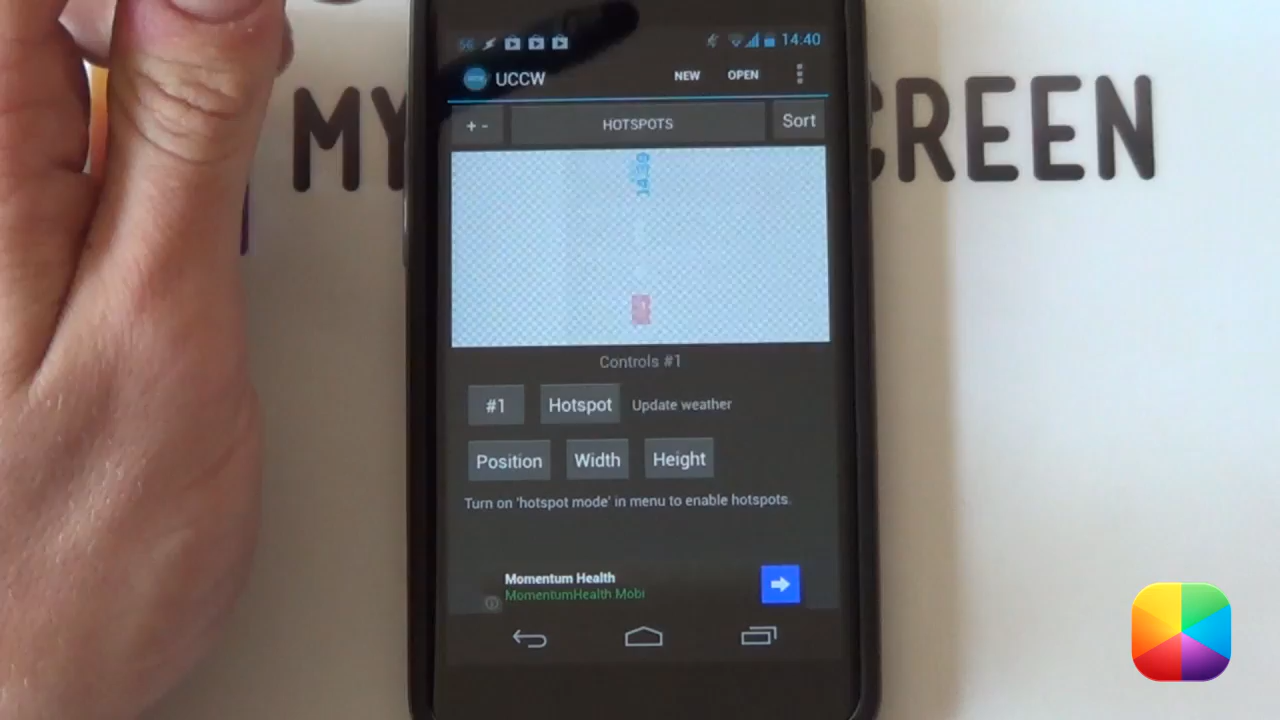 14:40
UCCW
NEW
OPEN
+ -
HOTSPOTS
Sort
MY
CREEN
14:39
Controls #1
#1
Hotspot
Update weather
Position
Width
Height
Turn on 'hotspot mode' in menu to enable hotspots.
Momentum Health
MomentumHealth Mobi